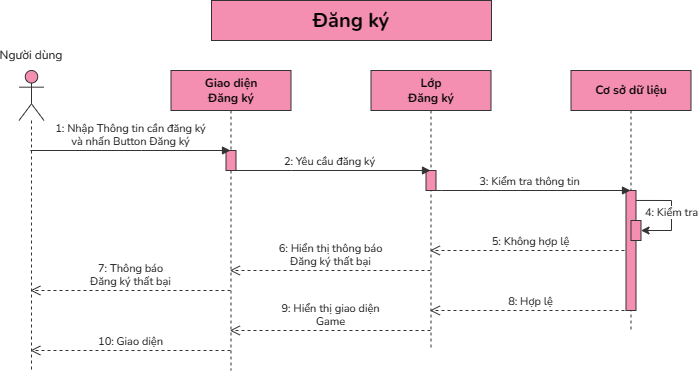 Đăng ký
Người dùng
Giao diện
Đăng ký
Lớp
Đăng ký
Cơ sở dữ liệu
1: Nhập Thông tin cần đăng ký
và nhấn Button Đăng ký
2: Yêu cầu đăng ký
3: Kiểm tra thông tin
4: Kiểm tra
5: Không hợp lệ
6: Hiển thị thông báo
Đăng ký thất bại
7: Thông báo
Đăng ký thất bại
8: Hợp lệ
9: Hiển thị giao diện
Game
10: Giao diện